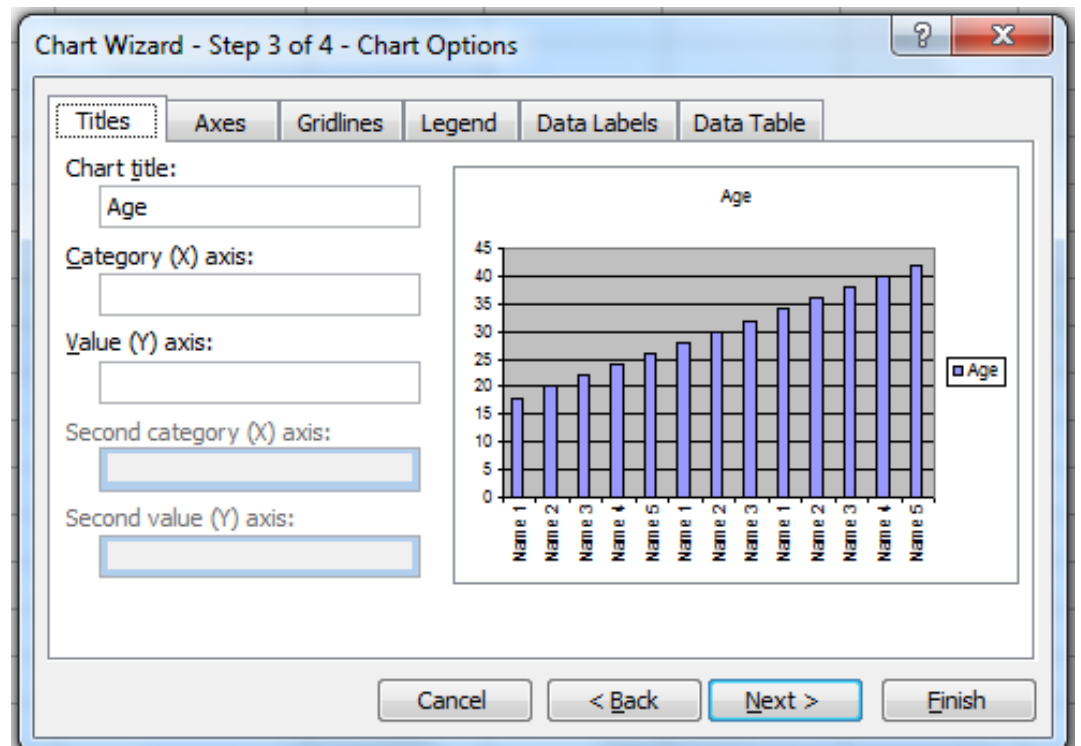 Chart Wizard - Step 3 of 4 - Chart Options
?
X
Titles Axes Gridlines Legend Data Labels Data Table
Chart title:
Age
Category (X) axis:
Value (Y) axis:
Second category (X) axis:
Second value (Y) axis:
Age
45
40
35
30
25
20
15
10
5
0
Name 1
Name 2
Name 3
Name 4
Name 5
Name 1
Name 2
Name 3
Name 1
Name 2
Name 3
Name 4
Name 5
Age
Cancel < Back Next > Finish